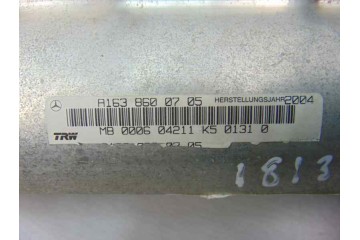 A163 860 07 05 HERSTELLUNGSJAHR 2004
MB 0006 04211 K5 0131 0
TRW
1813